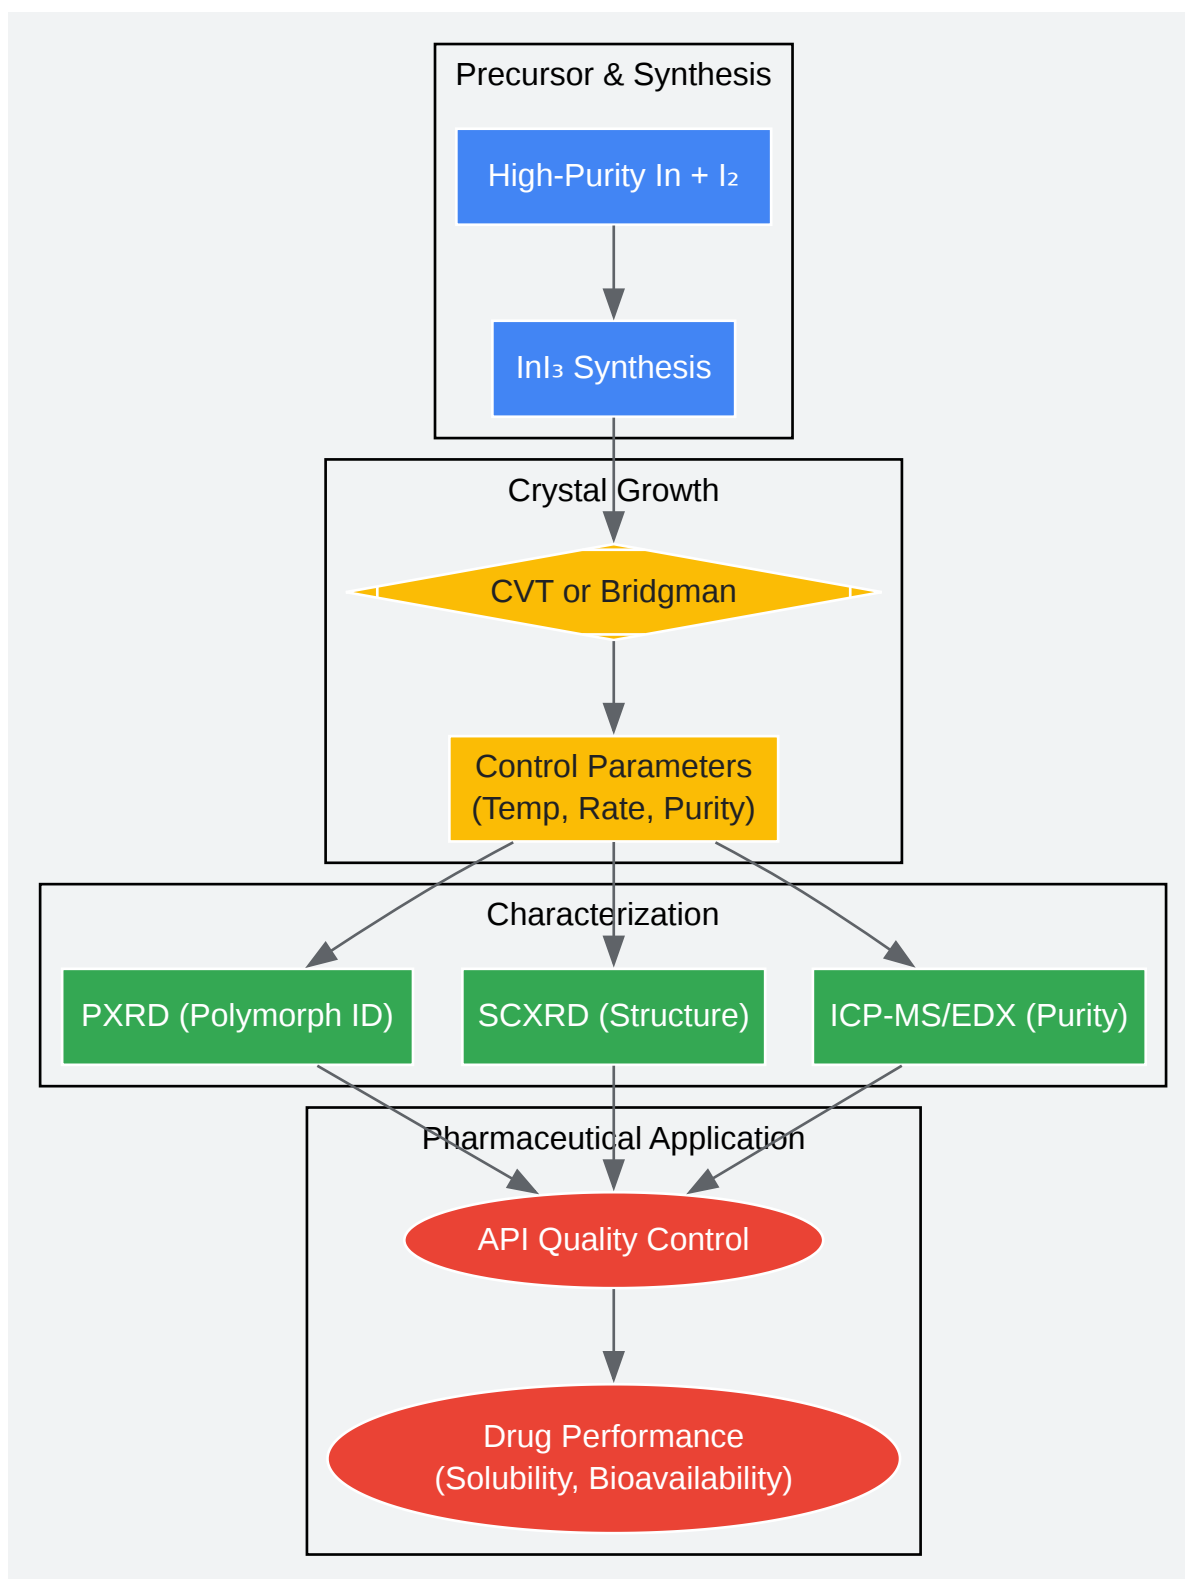 Precursor & Synthesis
High-Purity In + I₂
InI₃ Synthesis
Crystal Growth
CVT or Bridgman
Control Parameters
(Temp, Rate, Purity)
Characterization
PXRD (Polymorph ID)
SCXRD (Structure)
ICP-MS/EDX (Purity)
Pharmaceutical Application
API Quality Control
Drug Performance
(Solubility, Bioavailability)